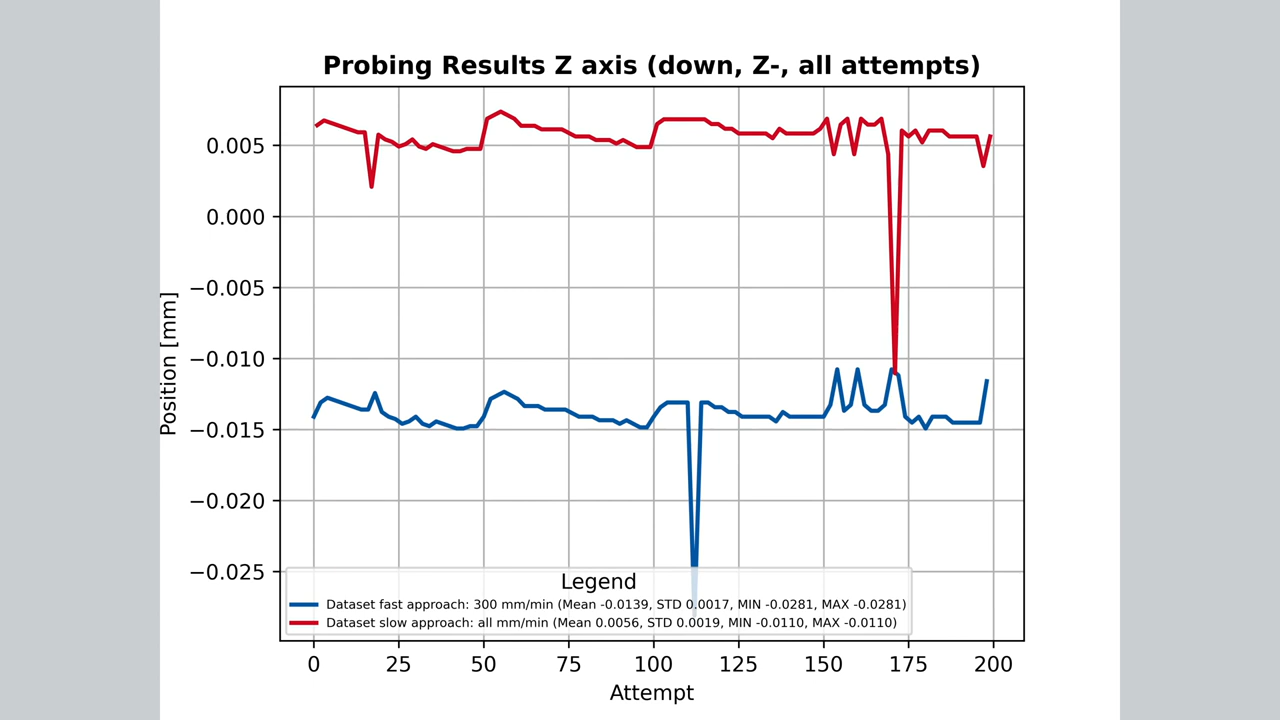 Probing Results Z axis (down, Z-, all attempts)
Position [mm]
0.005
0.000
−0.005
−0.010
−0.015
−0.020
−0.025
Legend
Dataset fast approach: 300 mm/min (Mean -0.0139, STD 0.0017, MIN -0.0281, MAX -0.0281)
Dataset slow approach: all mm/min (Mean 0.0056, STD 0.0019, MIN -0.0110, MAX -0.0110)
0 25 50 75 100 125 150 175 200
Attempt